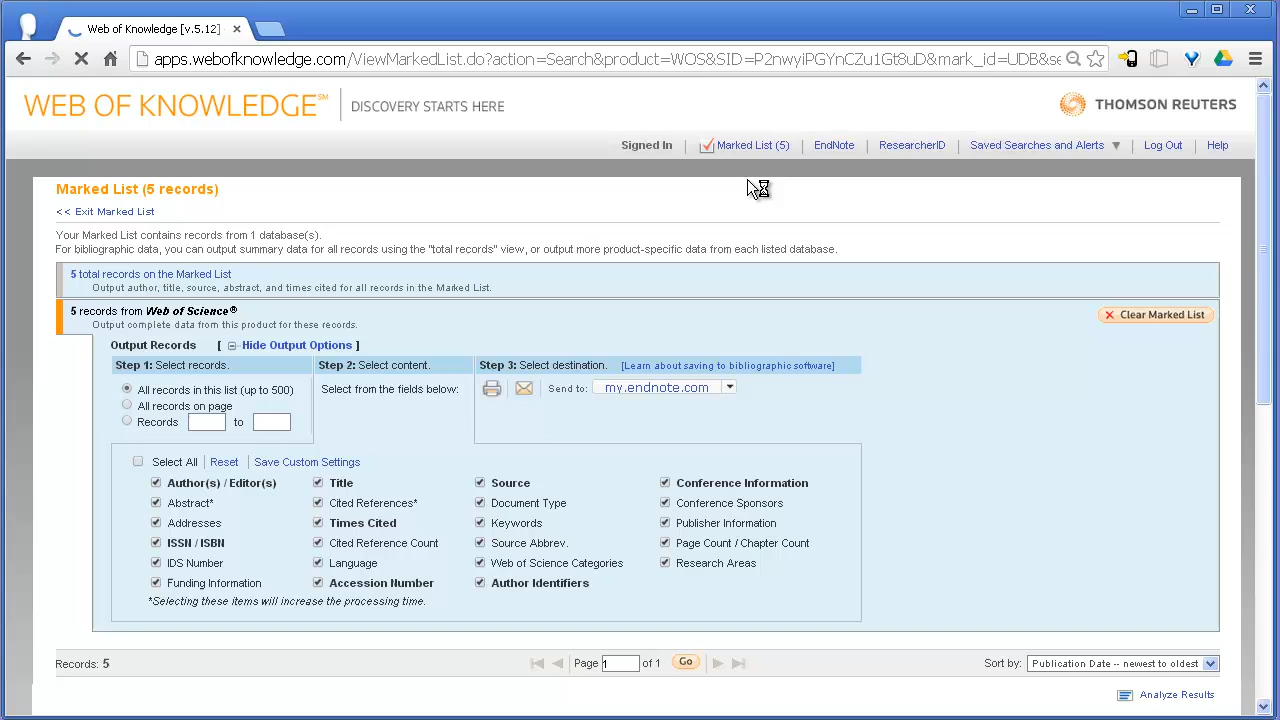 Web of Knowledge [v.5.12]
apps.webofknowledge.com/ViewMarkedList.do?action=Search&product=WOS&SID=P2nwyiPGYnCZu1Gt8uD&mark_id=UDB&se
WEB OF KNOWLEDGE℠ DISCOVERY STARTS HERE
THOMSON REUTERS
Signed In Marked List (5) EndNote ResearcherID Saved Searches and Alerts Log Out Help
Marked List (5 records)
<< Exit Marked List
Your Marked List contains records from 1 database(s).
For bibliographic data, you can output summary data for all records using the "total records" view, or output more product-specific data from each listed database.
5 total records on the Marked List
Output author, title, source, abstract, and times cited for all records in the Marked List.
5 records from Web of Science®
Clear Marked List
Output complete data from this product for these records.
Output Records [ Hide Output Options ]
Step 1: Select records. Step 2: Select content. Step 3: Select destination. [Learn about saving to bibliographic software]
All records in this list (up to 500) Select from the fields below: Send to: my.endnote.com
All records on page
Records to
Select All Reset Save Custom Settings
Author(s) / Editor(s) Title Source Conference Information
Abstract* Cited References* Document Type Conference Sponsors
Addresses Times Cited Keywords Publisher Information
ISSN / ISBN Cited Reference Count Source Abbrev. Page Count / Chapter Count
IDS Number Language Web of Science Categories Research Areas
Funding Information Accession Number Author Identifiers
*Selecting these items will increase the processing time.
Records: 5 Page 1 of 1 Go Sort by: Publication Date -- newest to oldest
Analyze Results